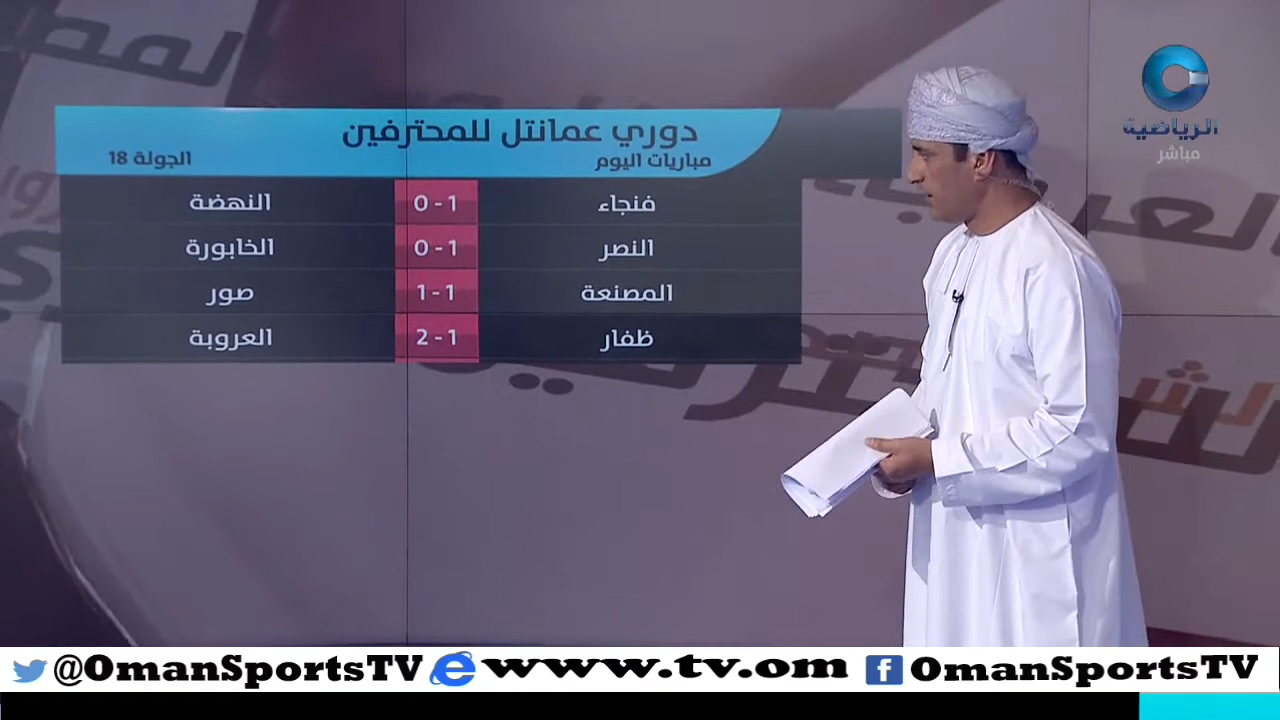 الرياضية
مباشر
دوري عمانتل للمحترفين
مباريات اليوم الجولة 18
فنجاء 0-1 النهضة
النصر 0-1 الخابورة
المصنعة 1-1 صور
ظفار 2-1 العروبة
@OmanSportsTV www.tv.om OmanSportsTV